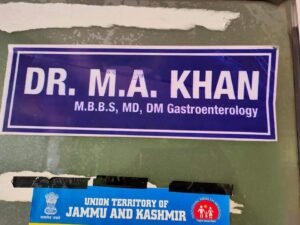 DR. M.A. KHAN
M.B.B.S, MD, DM Gastroenterology
UNION TERRITORY OF
JAMMU AND KASHMIR